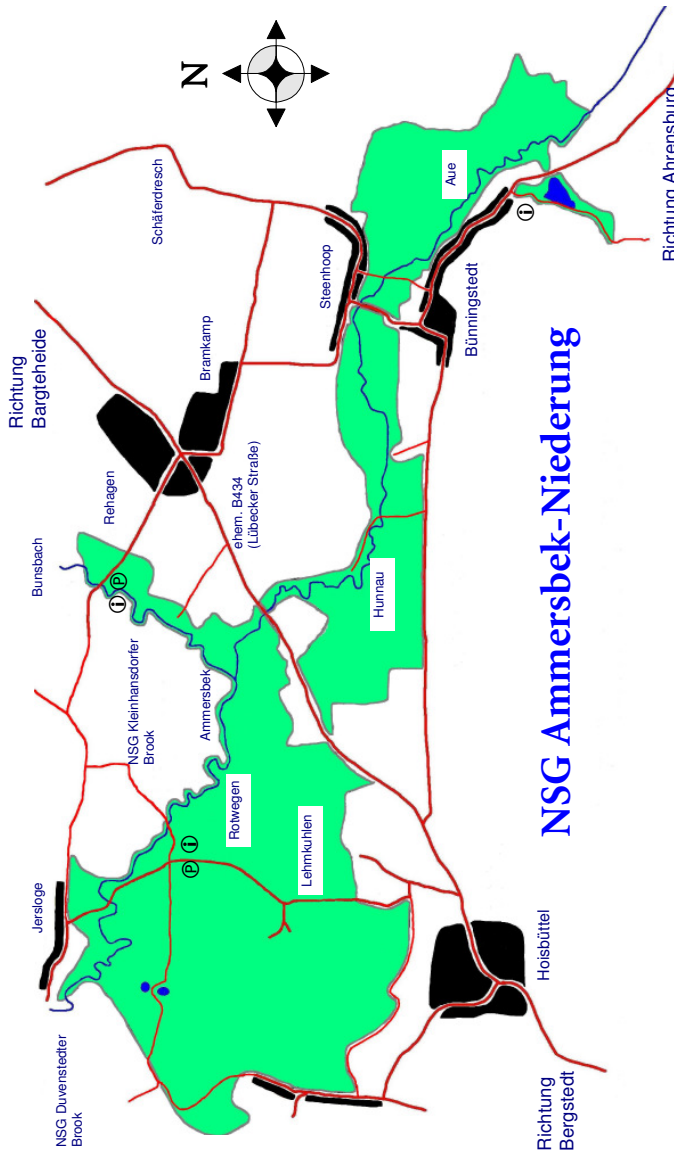 N
Richtung
Bargteheide
Schäferdresch
Bramkamp
Rehagen
Bunsbach
Steenhoop
Aue
i
Richtung Ahrensburg
Bünningstedt
ehem. B434
(Lübecker Straße)
i P
NSG Kleinhansdorfer
Brook
Ammersbek
Hunnau
Rotwegen
P i
Lehmkuhlen
Jersloge
NSG Duvenstedter
Brook
Hoisbüttel
Richtung
Bergstedt
NSG Ammersbek-Niederung